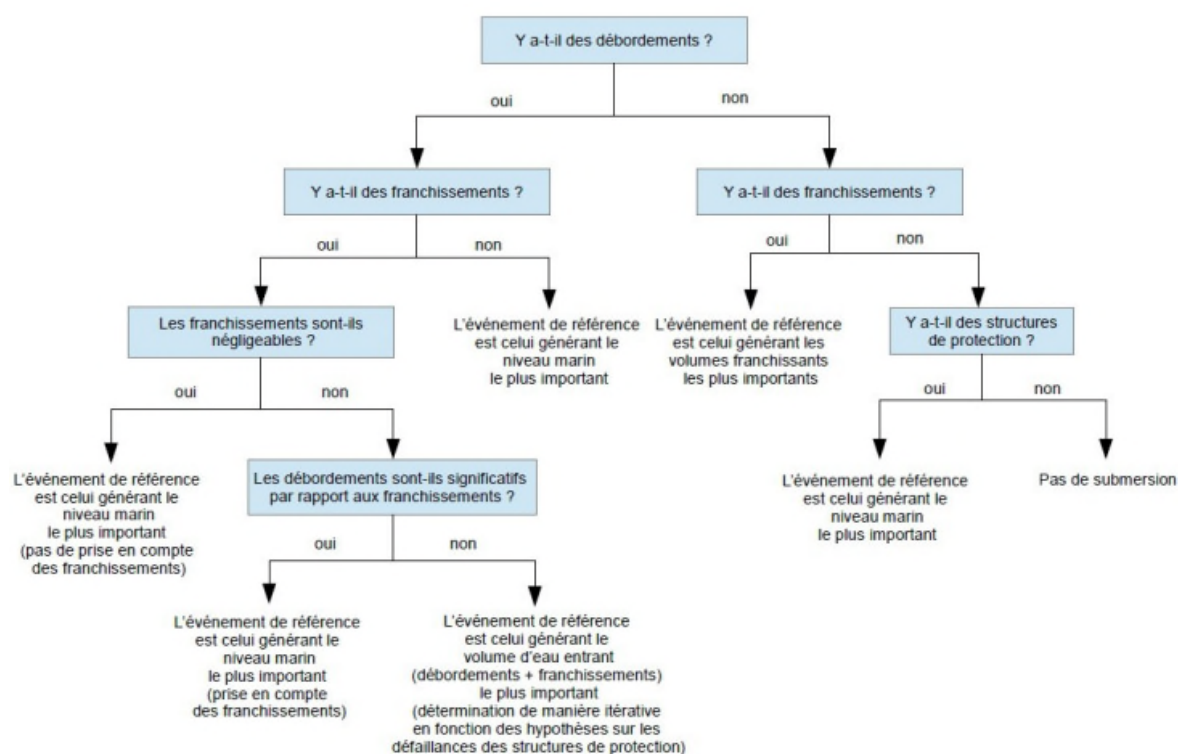 Y a-t-il des débordements ?
oui
non
Y a-t-il des franchissements ?
Y a-t-il des franchissements ?
oui
non
oui
non
Les franchissements sont-ils
négligeables ?
L'événement de référence
est celui générant le
niveau marin
le plus important
L'événement de référence
est celui générant les
volumes franchissants
les plus importants
Y a-t-il des structures
de protection ?
oui
non
oui
non
L'événement de référence
est celui générant le
niveau marin
le plus important
(pas de prise en compte
des franchissements)
Les débordements sont-ils significatifs
par rapport aux franchissements ?
L'événement de référence
est celui générant le
niveau marin
le plus important
Pas de submersion
oui
non
L'événement de référence
est celui générant le
niveau marin
le plus important
(prise en compte
des franchissements)
L'événement de référence
est celui générant le
volume d'eau entrant
(débordements + franchissements)
le plus important
(détermination de manière itérative
en fonction des hypothèses sur les
défaillances des structures de protection)